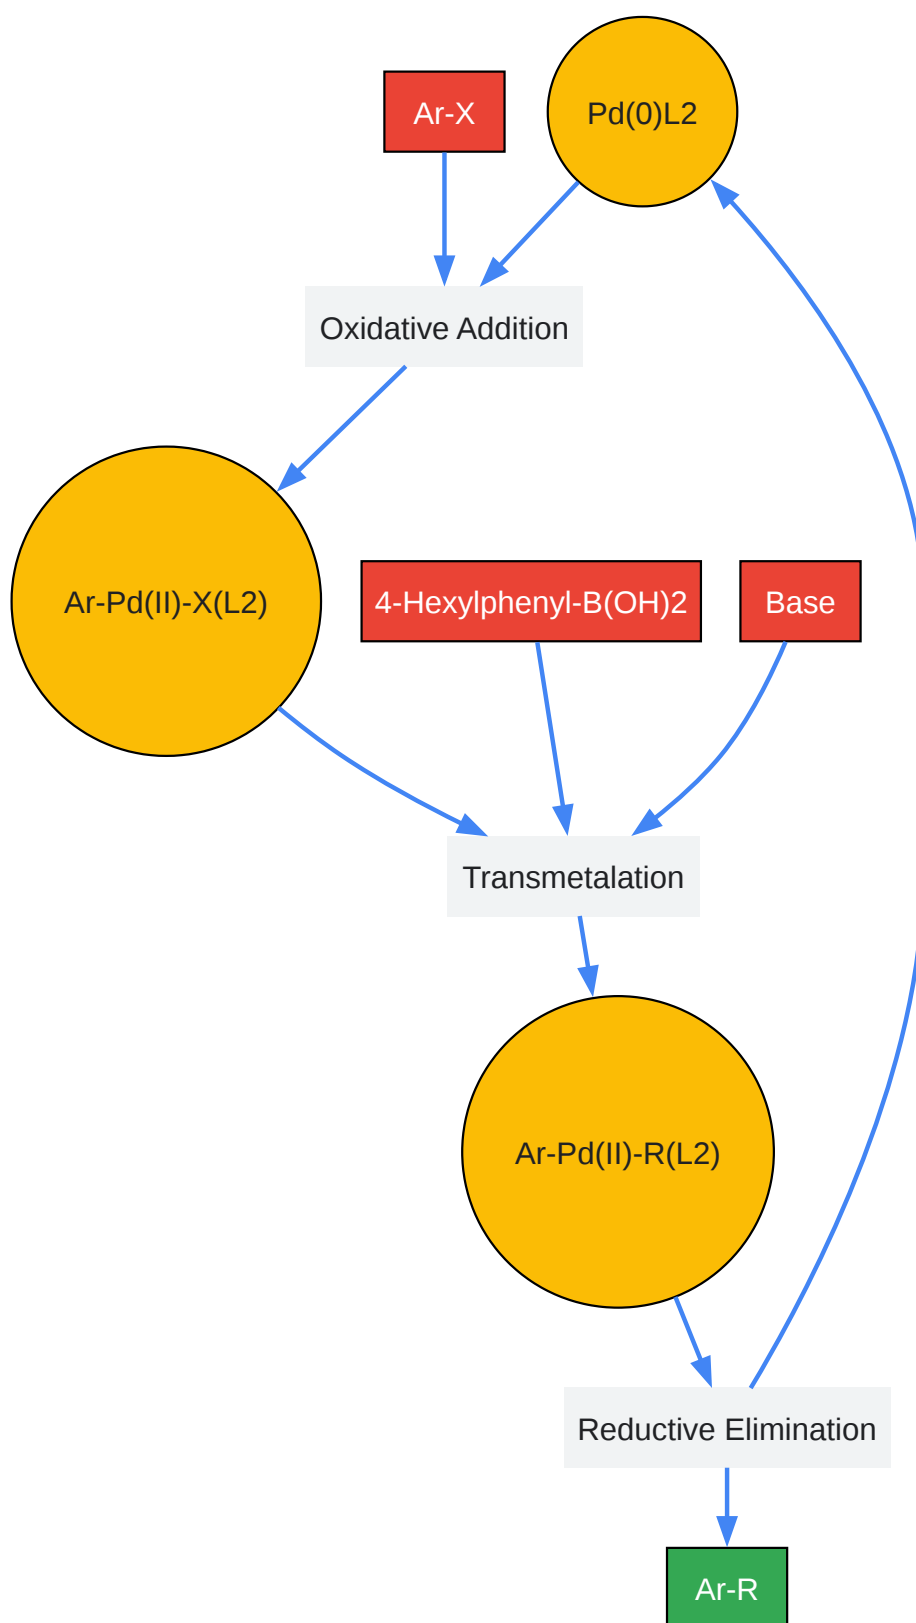 Ar-X
Pd(0)L2
Oxidative Addition
Ar-Pd(II)-X(L2)
4-Hexylphenyl-B(OH)2
Base
Transmetalation
Ar-Pd(II)-R(L2)
Reductive Elimination
Ar-R